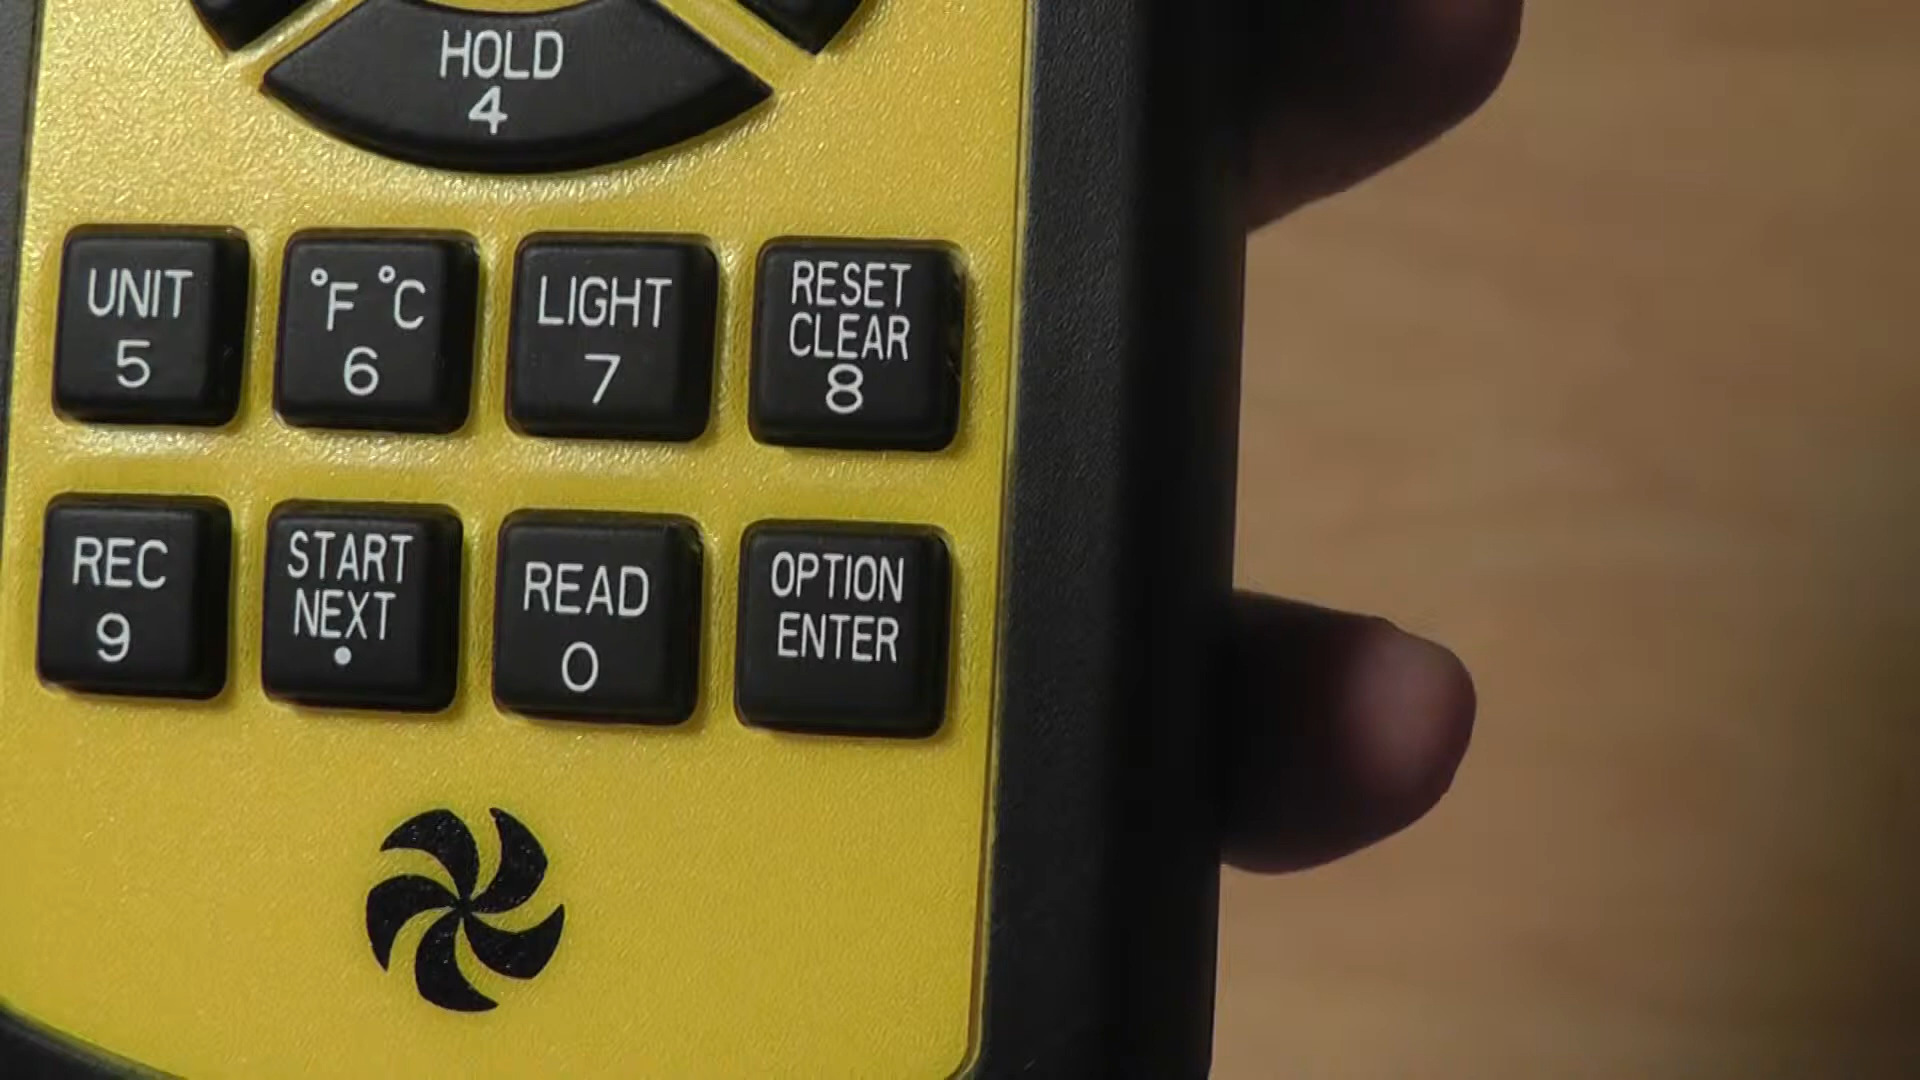 HOLD
4
UNIT
5
°F °C
6
LIGHT
7
RESET
CLEAR
8
REC
9
START
NEXT
•
READ
0
OPTION
ENTER